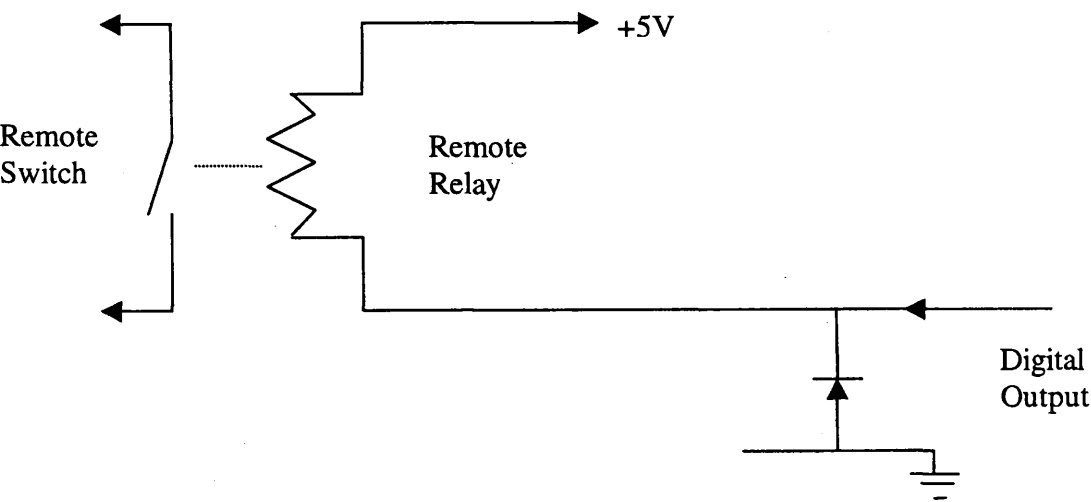 +5V
Remote
Switch
Remote
Relay
Digital
Output